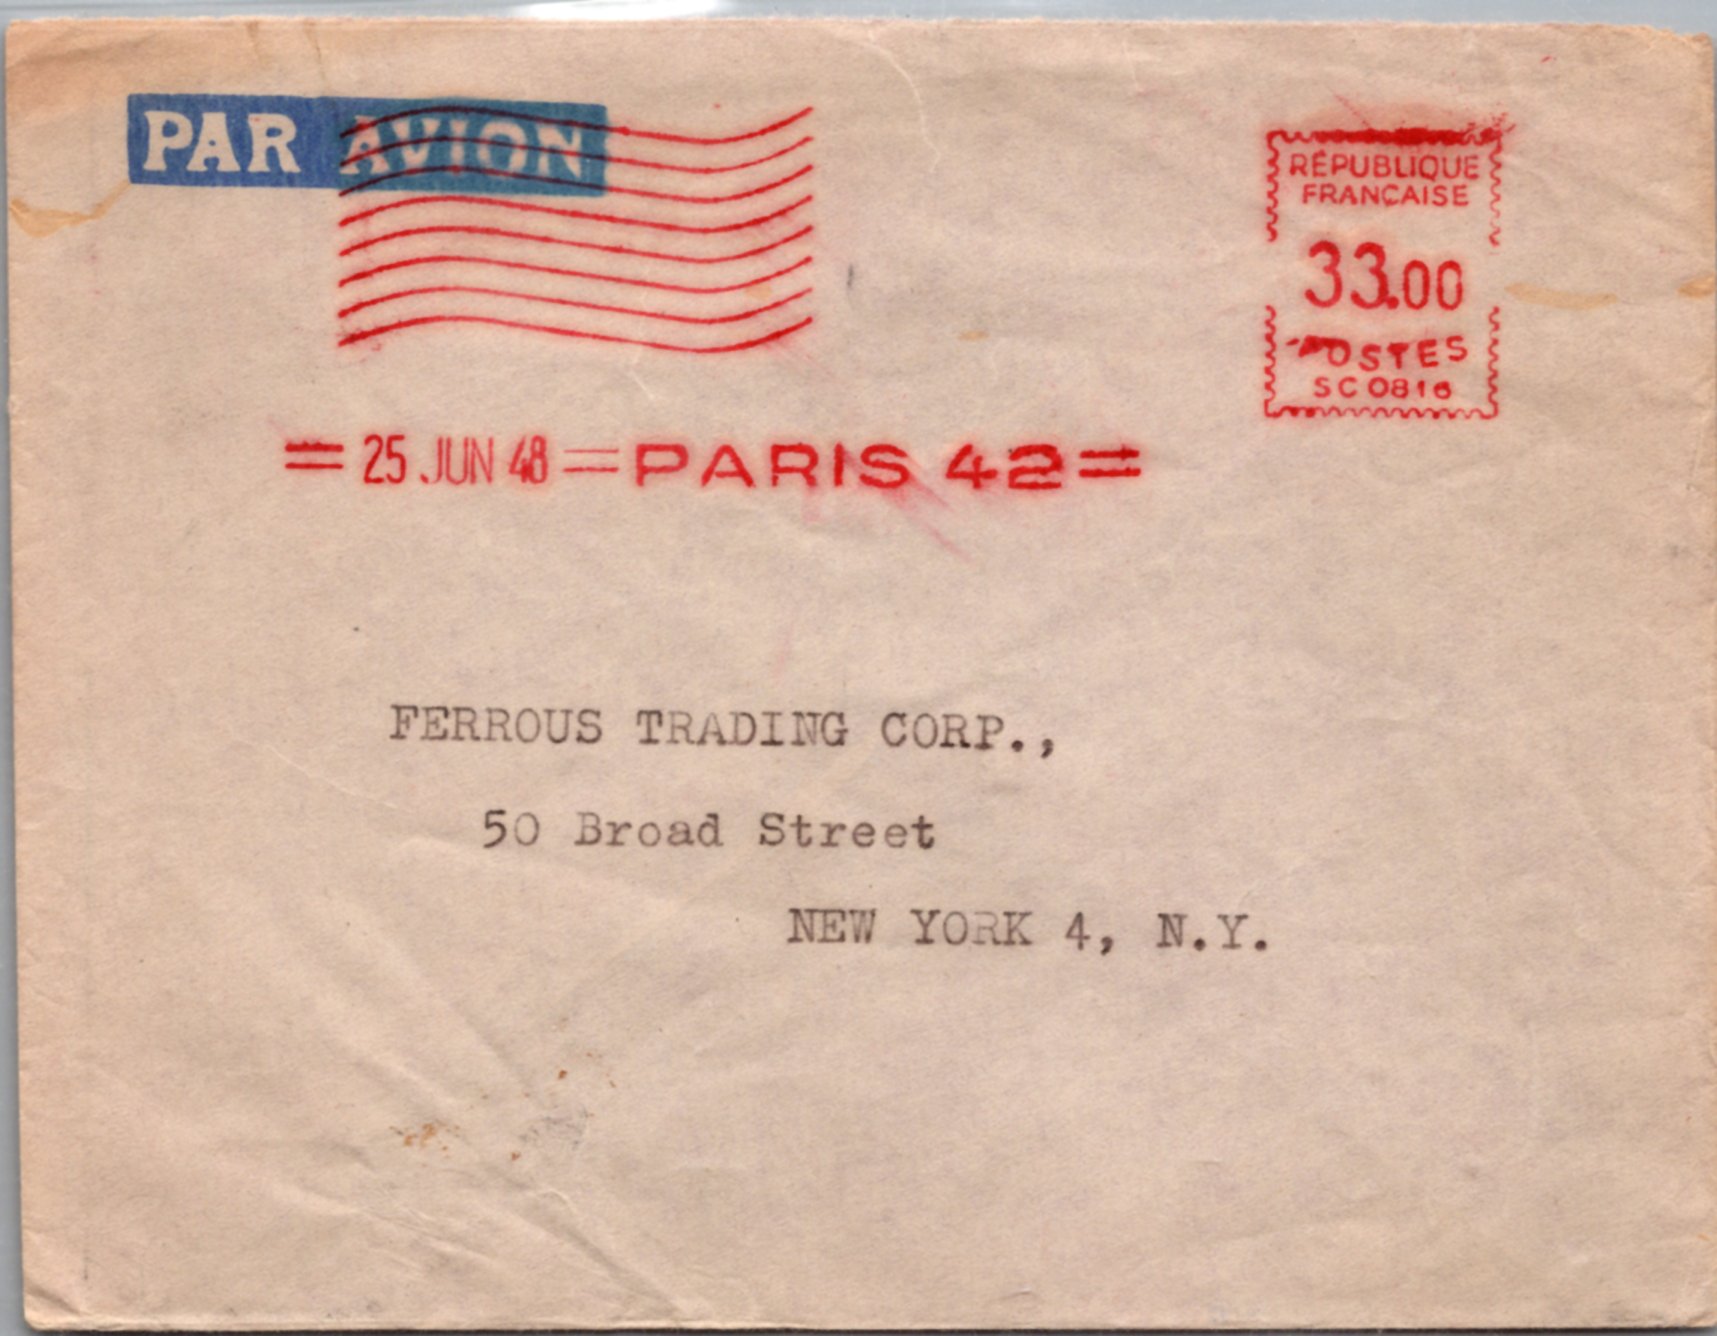 PAR AVION
RÉPUBLIQUE
FRANÇAISE
33.00
POSTES
SC 0816
= 25 JUN 48 = PARIS 42 =
FERROUS TRADING CORP.,
50 Broad Street
NEW YORK 4, N.Y.